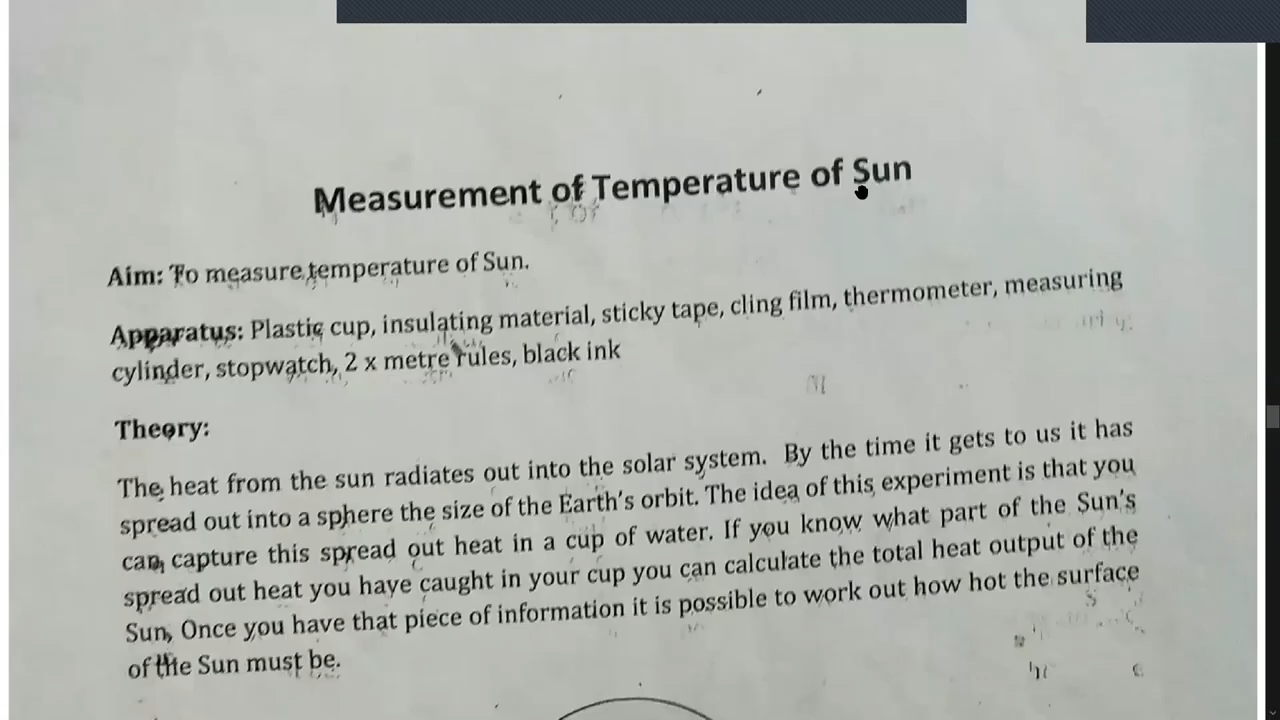 Measurement of Temperature of Sun
Aim: To measure temperature of Sun.
Apparatus: Plastic cup, insulating material, sticky tape, cling film, thermometer, measuring
cylinder, stopwatch, 2 x metre rules, black ink
Theory:
The heat from the sun radiates out into the solar system. By the time it gets to us it has
spread out into a sphere the size of the Earth's orbit. The idea of this experiment is that you
can capture this spread out heat in a cup of water. If you know what part of the Sun's
spread out heat you have caught in your cup you can calculate the total heat output of the
Sun, Once you have that piece of information it is possible to work out how hot the surface
of the Sun must be.